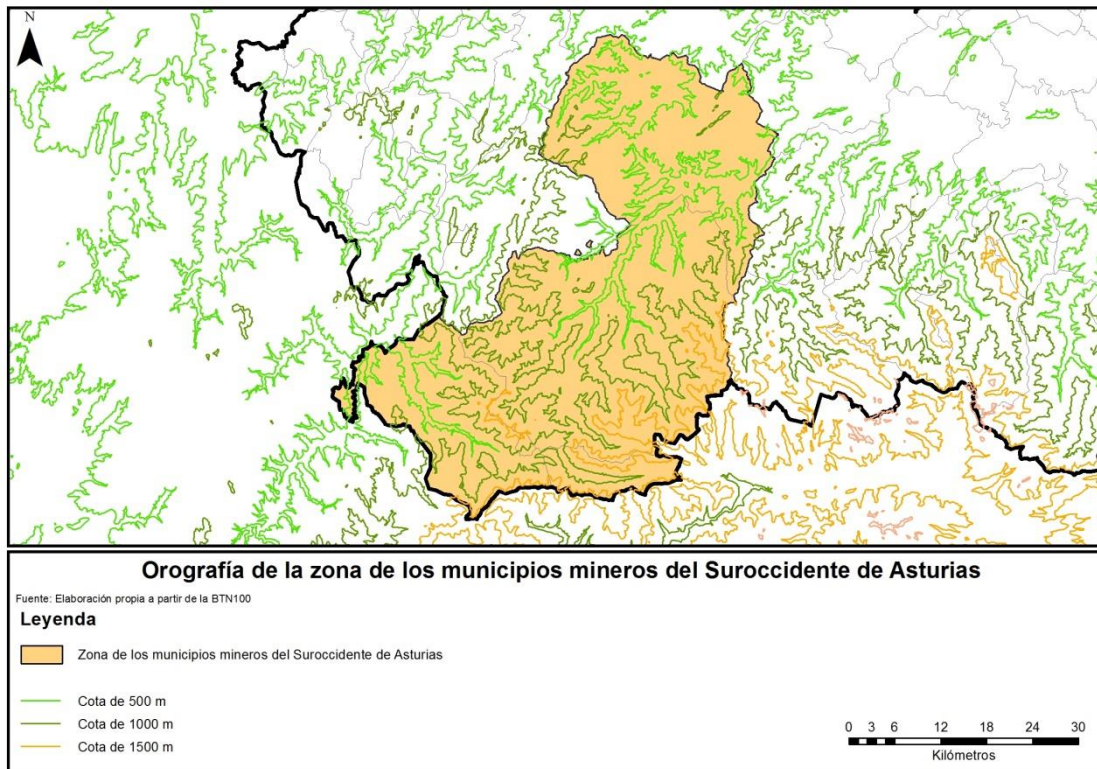 N
Orografía de la zona de los municipios mineros del Suroccidente de Asturias
Fuente: Elaboración propia a partir de la BTN100
Leyenda
Zona de los municipios mineros del Suroccidente de Asturias
Cota de 500 m
Cota de 1000 m
Cota de 1500 m
0 3 6 12 18 24 30
Kilómetros